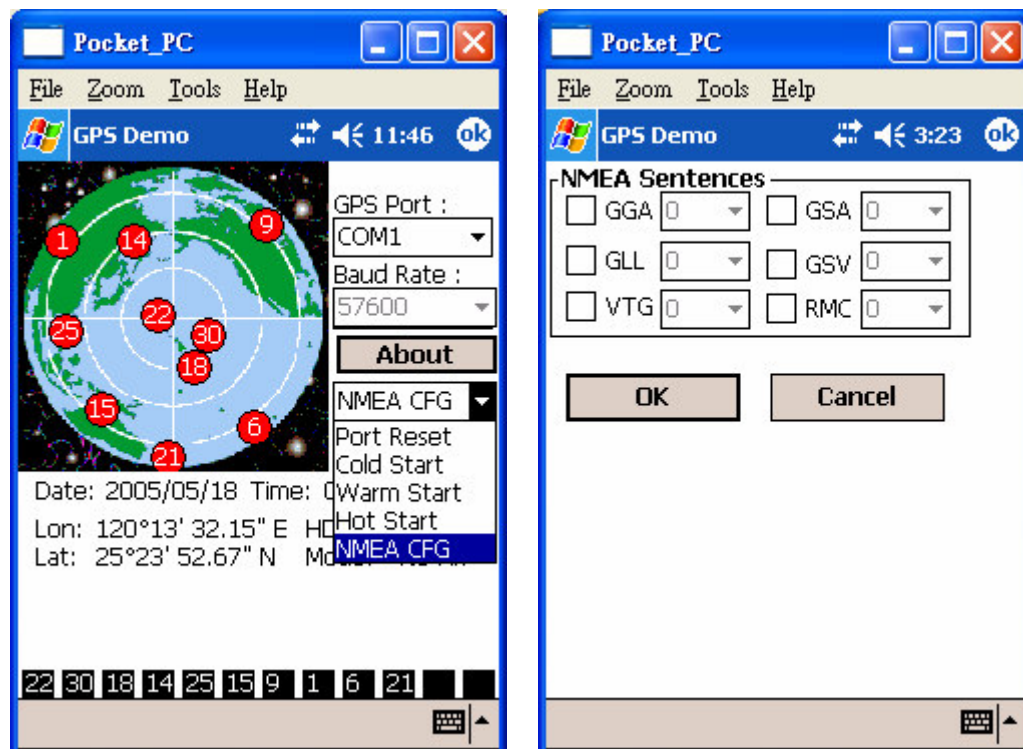 Pocket_PC
File Zoom Tools Help
GPS Demo 11:46 ok
1
14
9
22
25
30
18
15
6
21
GPS Port :
COM1
Baud Rate :
57600
About
NMEA CFG
Port Reset
Cold Start
Warm Start
Hot Start
NMEA CFG
Date: 2005/05/18 Time:
Lon: 120°13' 32.15" E
Lat: 25°23' 52.67" N
22 30 18 14 25 15 9 1 6 21
Pocket_PC
File Zoom Tools Help
GPS Demo 3:23 ok
NMEA Sentences
GGA 0 GSA 0
GLL 0 GSV 0
VTG 0 RMC 0
OK Cancel